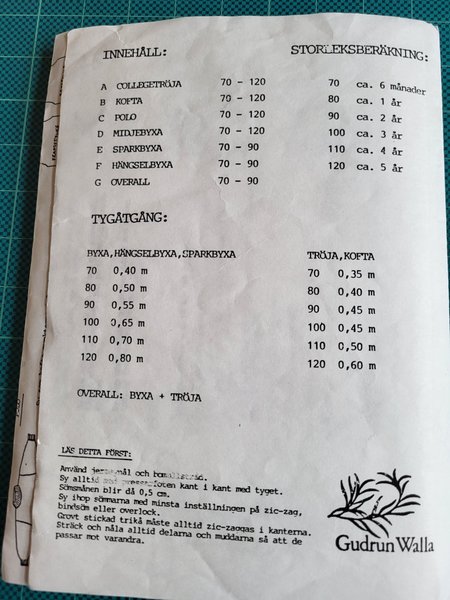 INNEHÅLL:
A COLLEGETRÖJA 70 - 120
B KOFTA 70 - 120
C POLO 70 - 120
D MIDJEBYXA 70 - 120
E SPARKBYXA 70 - 90
F HÄNGSELBYXA 70 - 90
G OVERALL 70 - 90
STORLEKSBERÄKNING:
70 ca. 6 månader
80 ca. 1 år
90 ca. 2 år
100 ca. 3 år
110 ca. 4 år
120 ca. 5 år
TYGÅTGÅNG:
BYXA,HÄNGSELBYXA,SPARKBYXA
70 0,40 m
80 0,50 m
90 0,55 m
100 0,65 m
110 0,70 m
120 0,80 m
TRÖJA,KOFTA
70 0,35 m
80 0,40 m
90 0,45 m
100 0,45 m
110 0,50 m
120 0,60 m
OVERALL: BYXA + TRÖJA
LÄS DETTA FÖRST:
Använd och
Sy alltid med pressarfoten kant i kant med tyget.
Sömsmånen blir då 0,5 cm.
Sy ihop sömmarna med minsta inställningen på zic-zag,
bindsöm eller overlock.
Grovt stickad trikå måste alltid zic-zaggas i kanterna.
Sträck och nåla alltid delarna och muddarna så att de
passar mot varandra.
Gudrun Walla